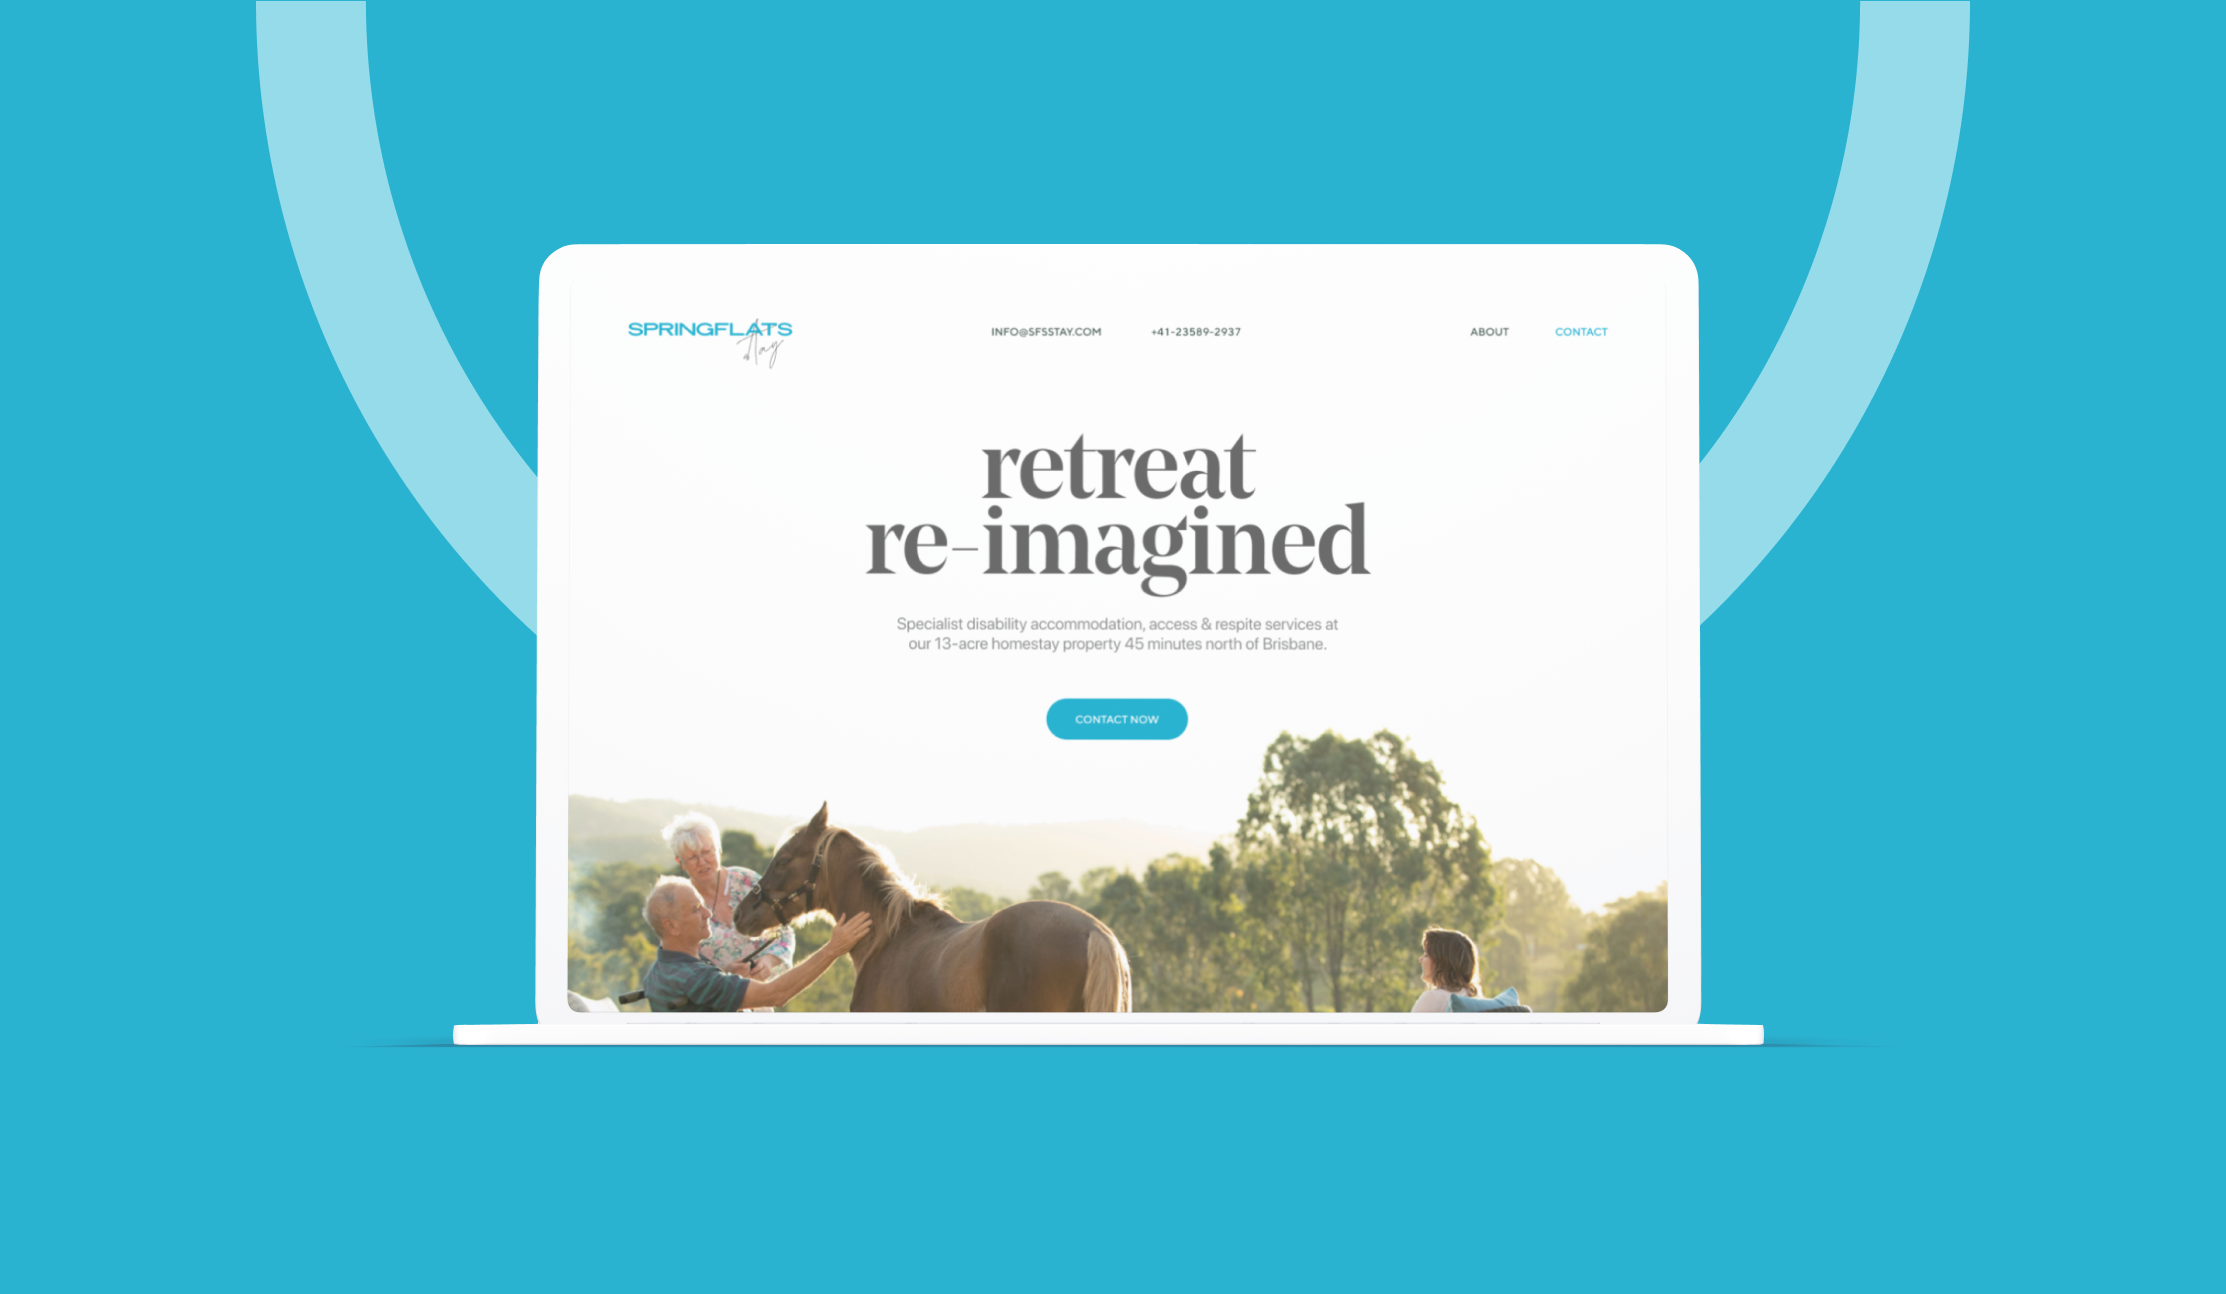 SPRINGFLATS
stay
INFO@SFSSTAY.COM
+41-23589-2937
ABOUT
CONTACT
retreat
re-imagined
Specialist disability accommodation, access & respite services at
our 13-acre homestay property 45 minutes north of Brisbane.
CONTACT NOW